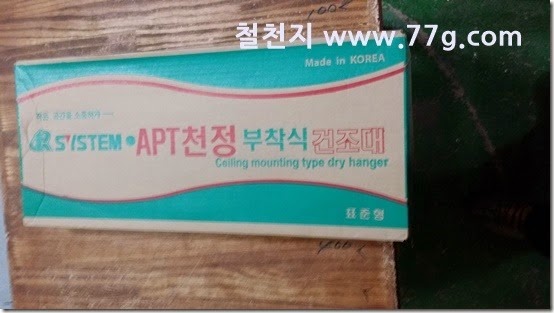 철천지 www.77g.com
Made in KOREA
SYSTEM • APT천정 부착식 건조대
Ceiling mounting type dry hanger
표준형